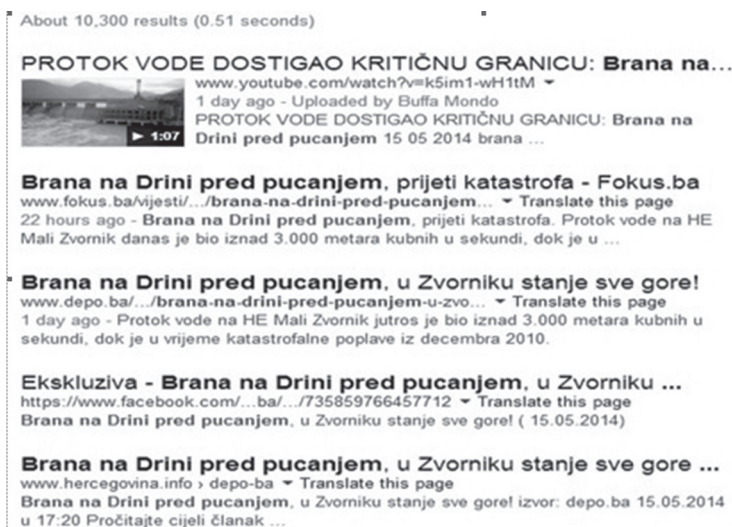 About 10,300 results (0.51 seconds)
PROTOK VODE DOSTIGAO KRITIČNU GRANICU: Brana na...
www.youtube.com/watch?v=k5im1-wH1tM
1 day ago - Uploaded by Buffa Mondo
PROTOK VODE DOSTIGAO KRITIČNU GRANICU: Brana na
Drini pred pucanjem 15 05 2014 brana ...
1:07
Brana na Drini pred pucanjem, prijeti katastrofa - Fokus.ba
www.fokus.ba/vijesti/.../brana-na-drini-pred-pucanjem... Translate this page
22 hours ago - Brana na Drini pred pucanjem, prijeti katastrofa. Protok vode na HE
Mali Zvornik danas je bio iznad 3.000 metara kubnih u sekundi, dok je u ...
Brana na Drini pred pucanjem, u Zvorniku stanje sve gore!
www.depo.ba/.../brana-na-drini-pred-pucanjem-u-zvo... Translate this page
1 day ago - Protok vode na HE Mali Zvornik jutros je bio iznad 3.000 metara kubnih u
sekundi, dok je u vrijeme katastrofalne poplave iz decembra 2010.
Ekskluziva - Brana na Drini pred pucanjem, u Zvorniku ...
https://www.facebook.com/...ba/.../735859766457712 Translate this page
Brana na Drini pred pucanjem, u Zvorniku stanje sve gore! ( 15.05.2014)
Brana na Drini pred pucanjem, u Zvorniku stanje sve gore ...
www.hercegovina.info › depo-ba Translate this page
Brana na Drini pred pucanjem, u Zvorniku stanje sve gore! izvor: depo.ba 15.05.2014
u 17:20 Pročitajte cijeli članak ...